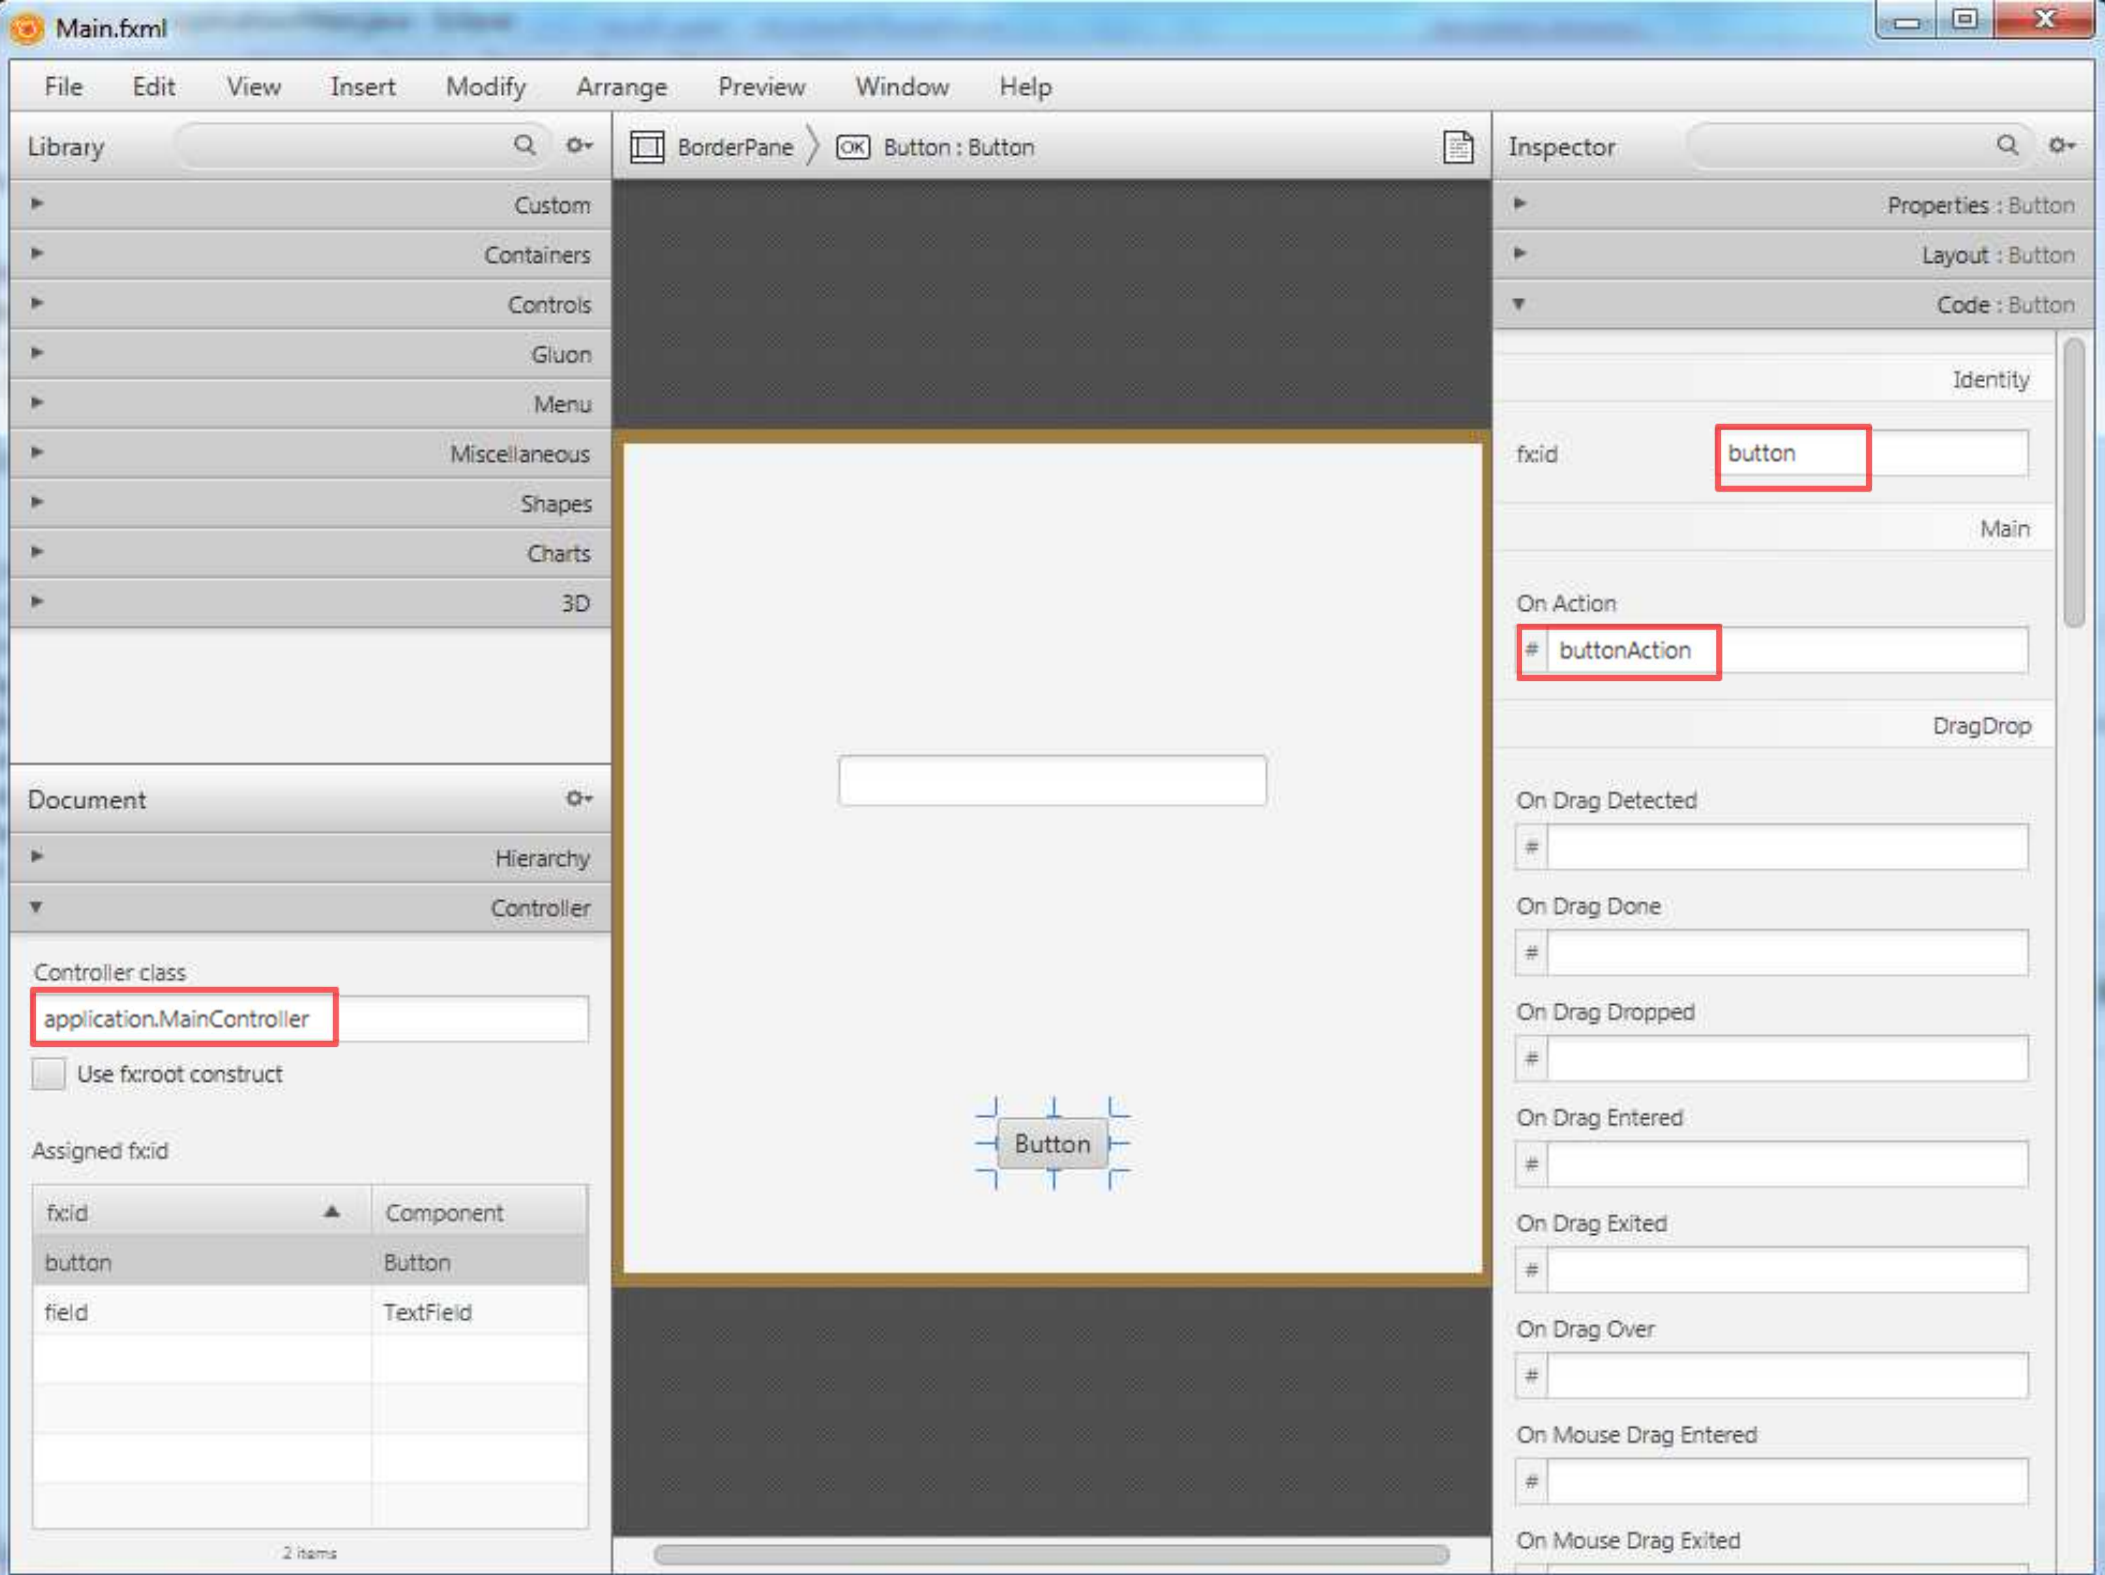 Main.fxml
File Edit View Insert Modify Arrange Preview Window Help
Library
Custom
Containers
Controls
Gluon
Menu
Miscellaneous
Shapes
Charts
3D
Document
Hierarchy
Controller
Controller class
application.MainController
Use fx:root construct
Assigned fx:id
fx:id Component
button Button
field TextField
2 items
BorderPane OK Button : Button
Button
Inspector
Properties : Button
Layout : Button
Code : Button
Identity
fx:id button
Main
On Action
# buttonAction
DragDrop
On Drag Detected
#
On Drag Done
#
On Drag Dropped
#
On Drag Entered
#
On Drag Exited
#
On Drag Over
#
On Mouse Drag Entered
#
On Mouse Drag Exited